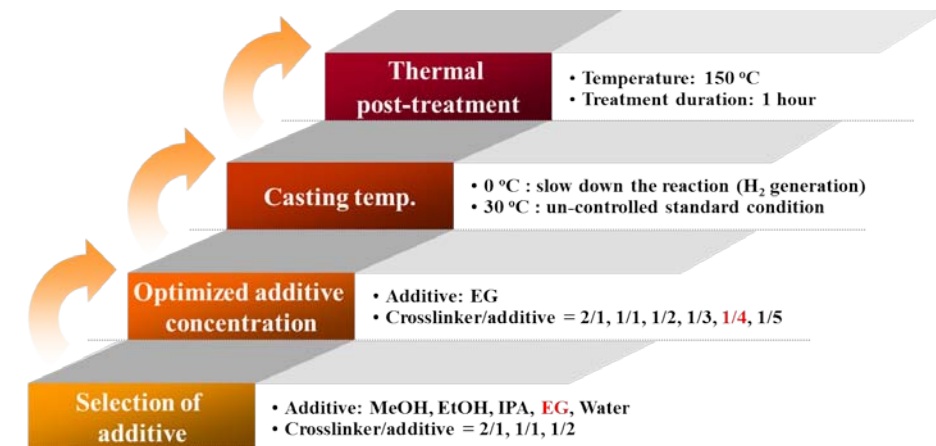 Thermal
post-treatment
• Temperature: 150 °C
• Treatment duration: 1 hour
Casting temp.
• 0 °C : slow down the reaction (H₂ generation)
• 30 °C : un-controlled standard condition
Optimized additive
concentration
• Additive: EG
• Crosslinker/additive = 2/1, 1/1, 1/2, 1/3, 1/4, 1/5
Selection of
additive
• Additive: MeOH, EtOH, IPA, EG, Water
• Crosslinker/additive = 2/1, 1/1, 1/2